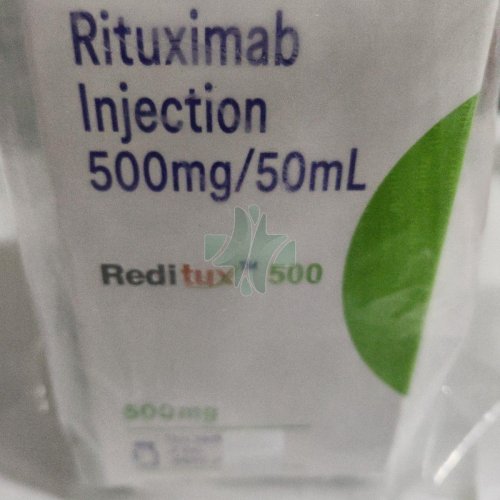 Rituximab
Injection
500mg/50mL
Reditux™ 500
500mg